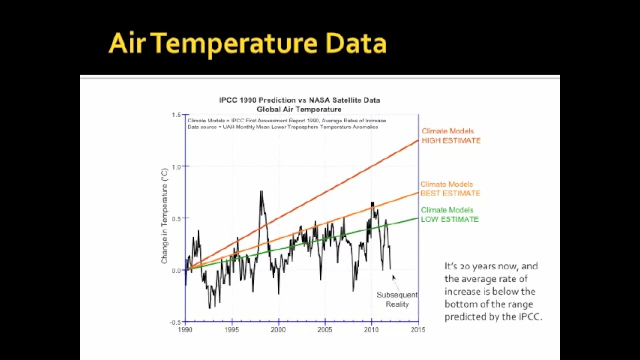 Air Temperature Data
IPCC 1990 Prediction vs NASA Satellite Data
Global Air Temperature
Climate Models = IPCC First Assessment Report 1990, Average Rates of Increase
Data source = UAH Monthly Mean Lower Troposphere Temperature Anomalies
Change in Temperature (°C)
1.5
1.0
0.5
0.0
-0.5
1990
1995
2000
2005
2010
2015
Climate Models
HIGH ESTIMATE
Climate Models
BEST ESTIMATE
Climate Models
LOW ESTIMATE
Subsequent
Reality
It's 20 years now, and
the average rate of
increase is below the
bottom of the range
predicted by the IPCC.